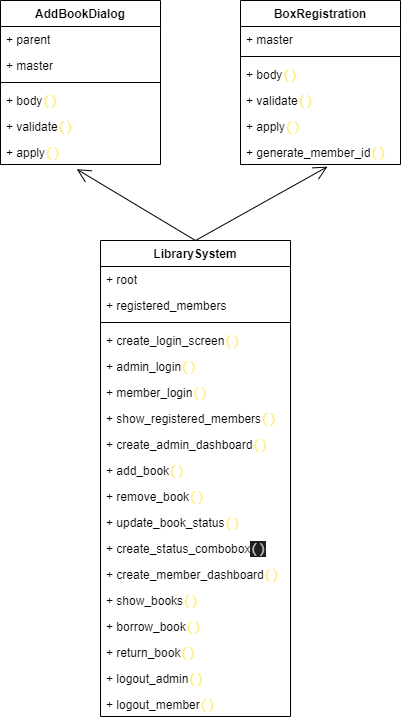 AddBookDialog
+ parent
+ master
+ body()
+ validate()
+ apply()
BoxRegistration
+ master
+ body()
+ validate()
+ apply()
+ generate_member_id()
LibrarySystem
+ root
+ registered_members
+ create_login_screen()
+ admin_login()
+ member_login()
+ show_registered_members()
+ create_admin_dashboard()
+ add_book()
+ remove_book()
+ update_book_status()
+ create_status_combobox()
+ create_member_dashboard()
+ show_books()
+ borrow_book()
+ return_book()
+ logout_admin()
+ logout_member()